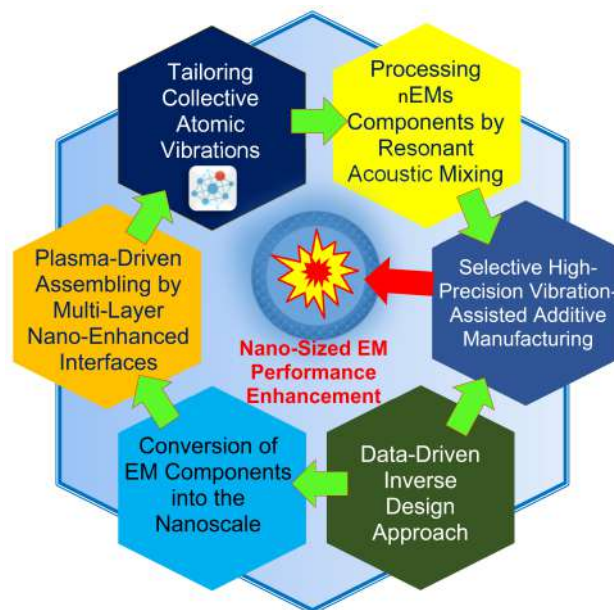 Tailoring
Collective
Atomic
Vibrations
Processing
nEMs
Components by
Resonant
Acoustic Mixing
Plasma-Driven
Assembling by
Multi-Layer
Nano-Enhanced
Interfaces
Selective High-
Precision Vibration-
Assisted Additive
Manufacturing
Nano-Sized EM
Performance
Enhancement
Conversion of
EM Components
into the
Nanoscale
Data-Driven
Inverse
Design
Approach